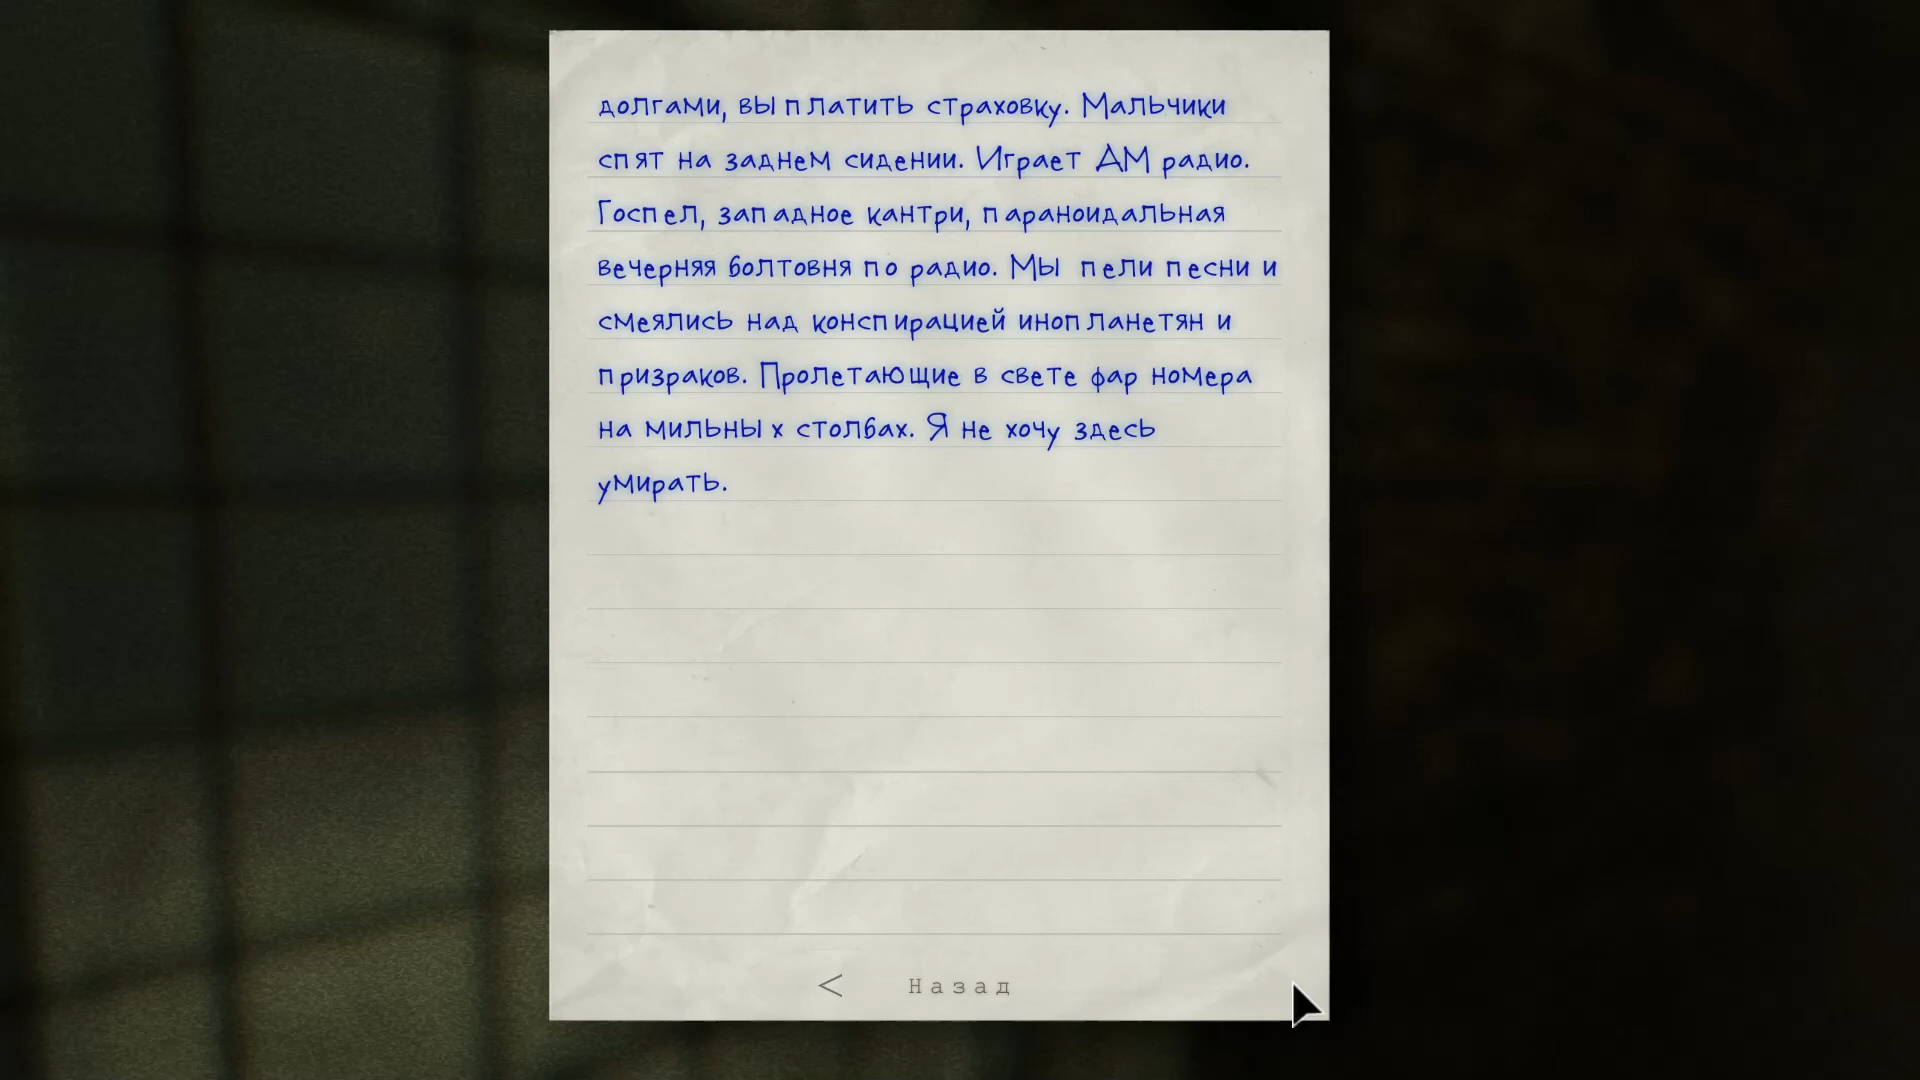 долгами, выплатить страховку. Мальчики
спят на заднем сидении. Играет АМ радио.
Госпел, западное кантри, параноидальная
вечерняя болтовня по радио. Мы пели песни и
смеялись над конспирацией инопланетян и
призраков. Пролетающие в свете фар номера
на мильных столбах. Я не хочу здесь
умирать.
< Назад